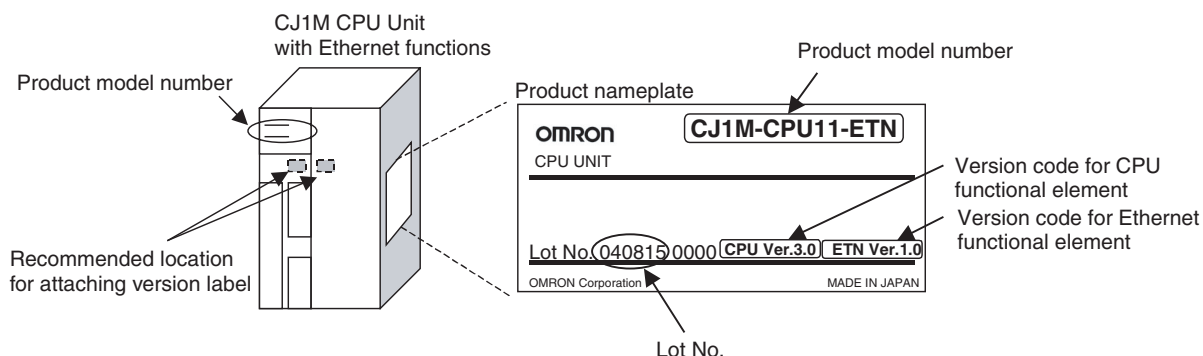 CJ1M CPU Unit
with Ethernet functions
Product model number
Product model number
Product nameplate
OMRON
CJ1M-CPU11-ETN
CPU UNIT
Version code for CPU
functional element
Version code for Ethernet
functional element
Lot No. 040815 0000 CPU Ver.3.0 ETN Ver.1.0
Recommended location
for attaching version label
OMRON Corporation
MADE IN JAPAN
Lot No.